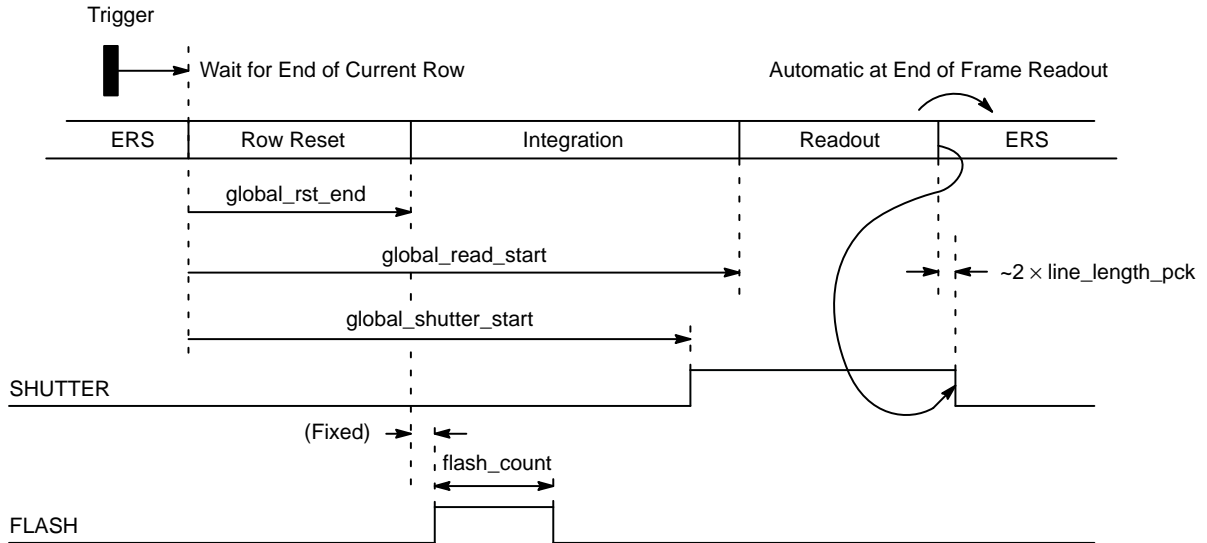 Trigger
Wait for End of Current Row
Automatic at End of Frame Readout
ERS
Row Reset
Integration
Readout
ERS
global_rst_end
global_read_start
~2 × line_length_pck
global_shutter_start
SHUTTER
(Fixed)
flash_count
FLASH